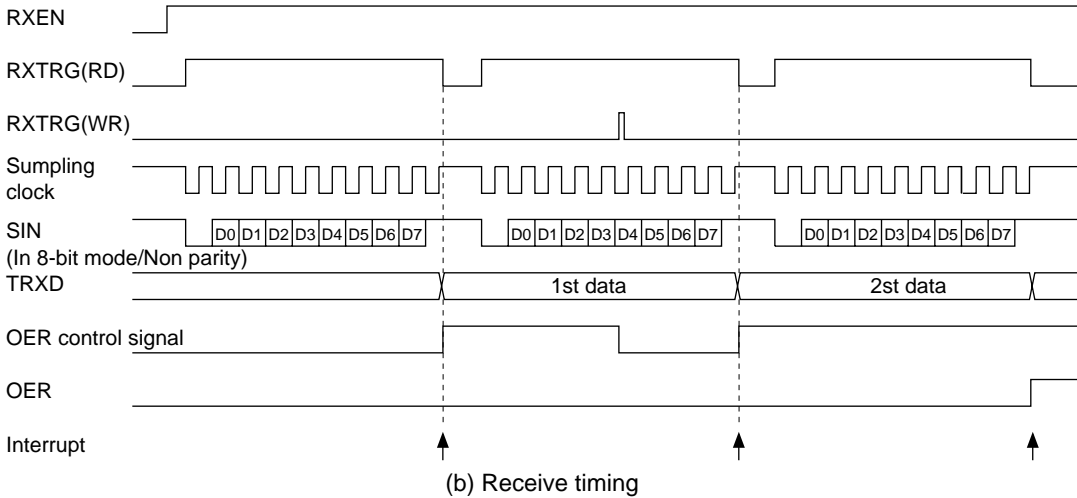 RXEN
RXTRG(RD)
RXTRG(WR)
Sumpling
clock
SIN
D0 D1 D2 D3 D4 D5 D6 D7
D0 D1 D2 D3 D4 D5 D6 D7
D0 D1 D2 D3 D4 D5 D6 D7
(In 8-bit mode/Non parity)
TRXD
1st data
2st data
OER control signal
OER
Interrupt
(b) Receive timing